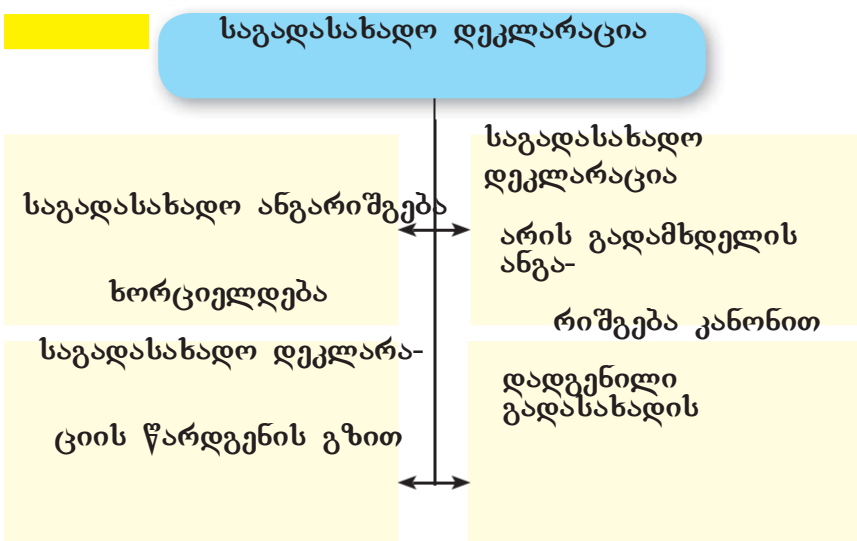 საგადასახადო დეკლარაცია
საგადასახადო ანგარიშგება
ხორციელდება
საგადასახადო დეკლარა-
ციის წარდგენის გზით
საგადასახადო
დეკლარაცია
არის გადამხდელის
ანგა-
რიშგება კანონით
დადგენილი
გადასახადის